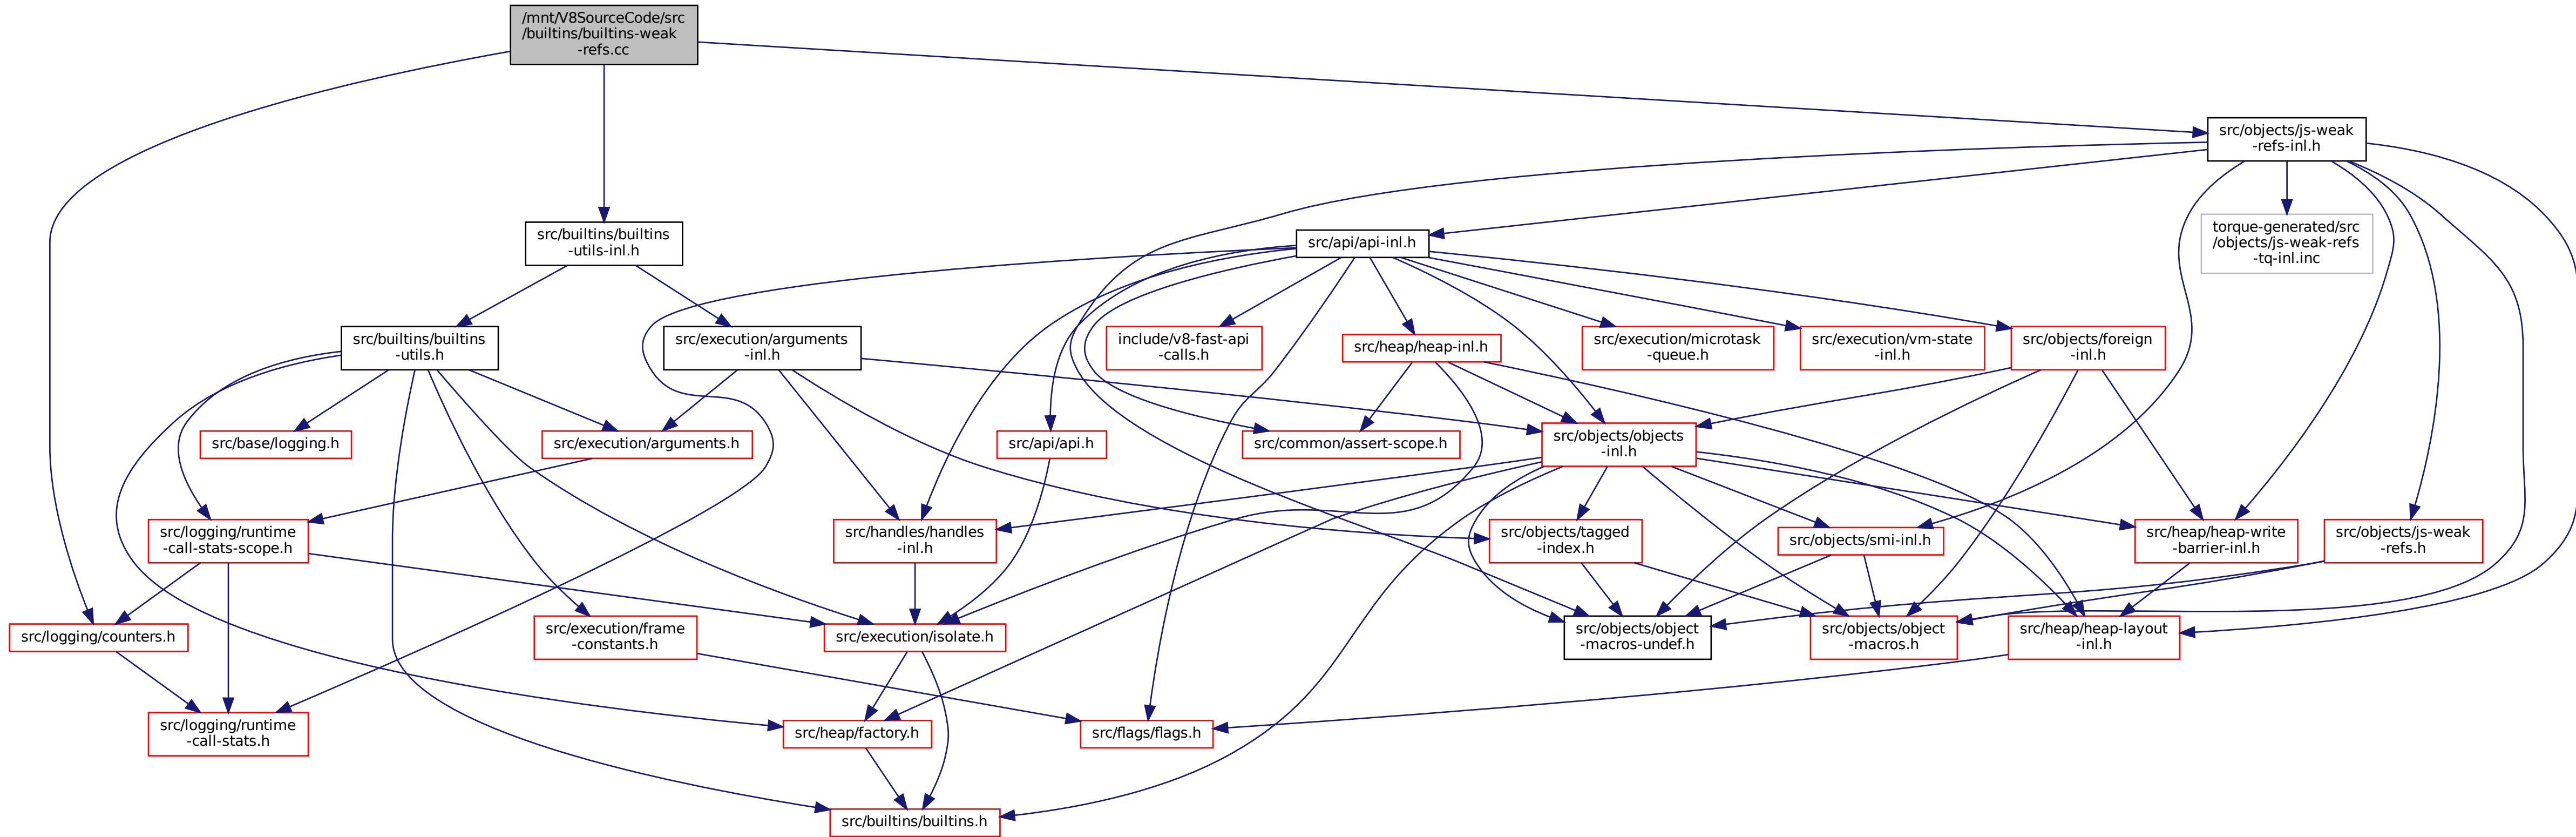 /mnt/V8SourceCode/src
/builtins/builtins-weak
-refs.cc
src/objects/js-weak
-refs-inl.h
src/builtins/builtins
-utils-inl.h
src/api/api-inl.h
torque-generated/src
/objects/js-weak-refs
-tq-inl.inc
src/builtins/builtins
-utils.h
src/execution/arguments
-inl.h
include/v8-fast-api
-calls.h
src/heap/heap-inl.h
src/execution/microtask
-queue.h
src/execution/vm-state
-inl.h
src/objects/foreign
-inl.h
src/base/logging.h
src/execution/arguments.h
src/api/api.h
src/common/assert-scope.h
src/objects/objects
-inl.h
src/logging/runtime
-call-stats-scope.h
src/handles/handles
-inl.h
src/objects/tagged
-index.h
src/objects/smi-inl.h
src/heap/heap-write
-barrier-inl.h
src/objects/js-weak
-refs.h
src/logging/counters.h
src/execution/frame
-constants.h
src/execution/isolate.h
src/objects/object
-macros-undef.h
src/objects/object
-macros.h
src/heap/heap-layout
-inl.h
src/logging/runtime
-call-stats.h
src/heap/factory.h
src/flags/flags.h
src/builtins/builtins.h